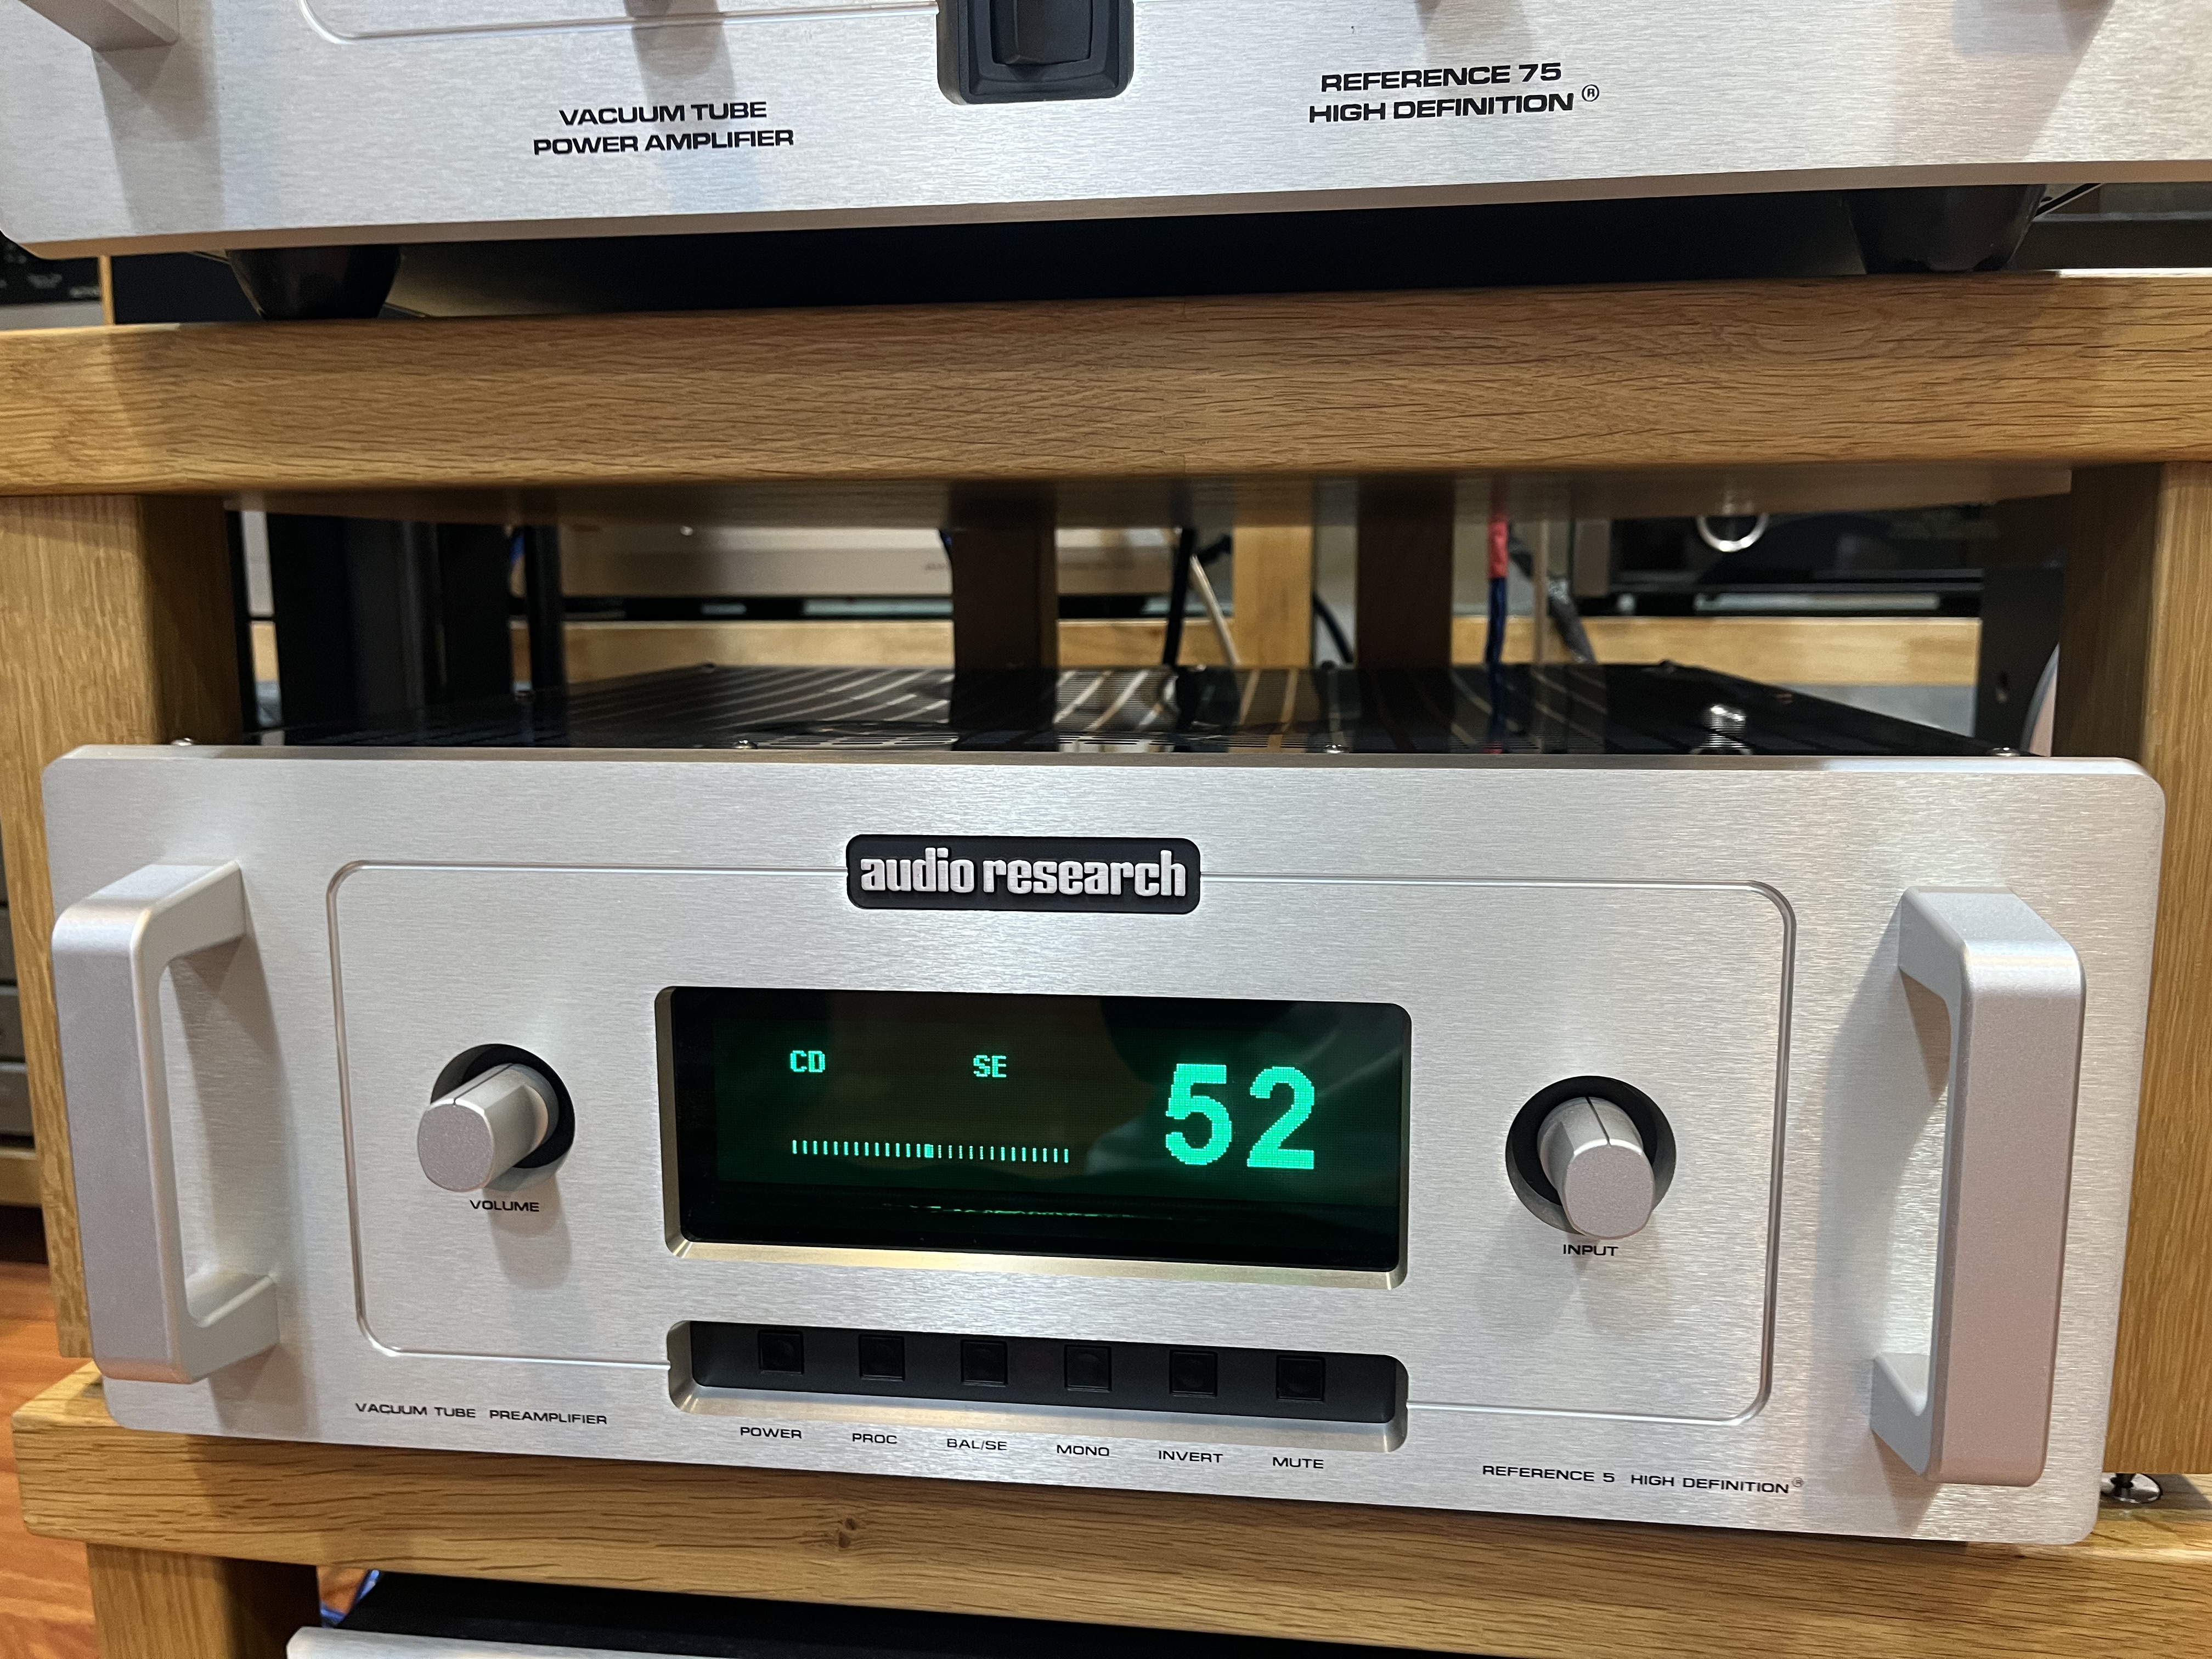 VACUUM TUBE
POWER AMPLIFIER
REFERENCE 75
HIGH DEFINITION ®
audio research
CD SE 52
VOLUME
INPUT
VACUUM TUBE PREAMPLIFIER
POWER PROC BAL/SE MONO INVERT MUTE
REFERENCE 5 HIGH DEFINITION®